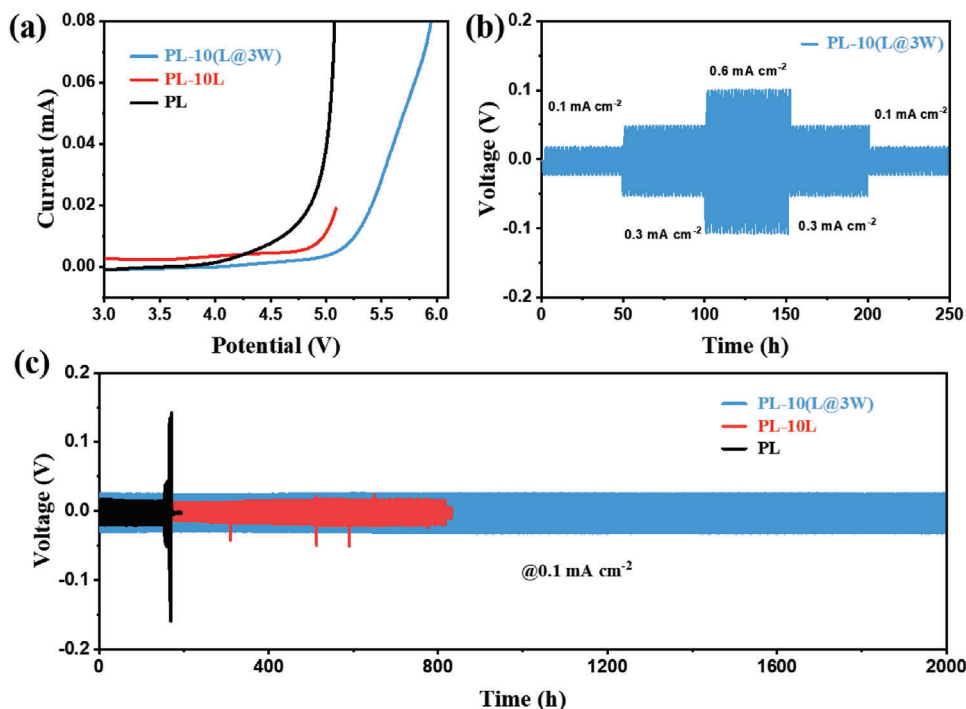 (a)
PL-10(L@3W)
PL-10L
PL
0.08
0.06
0.04
0.02
0.00
Current (mA)
3.0 3.5 4.0 4.5 5.0 5.5 6.0
Potential (V)
(b)
PL-10(L@3W)
0.6 mA cm⁻²
0.1 mA cm⁻²
0.1 mA cm⁻²
0.3 mA cm⁻²
0.3 mA cm⁻²
0.2
0.1
0.0
-0.1
-0.2
Voltage (V)
0 50 100 150 200 250
Time (h)
(c)
PL-10(L@3W)
PL-10L
PL
@0.1 mA cm⁻²
0.2
0.1
0.0
-0.1
-0.2
Voltage (V)
0 400 800 1200 1600 2000
Time (h)